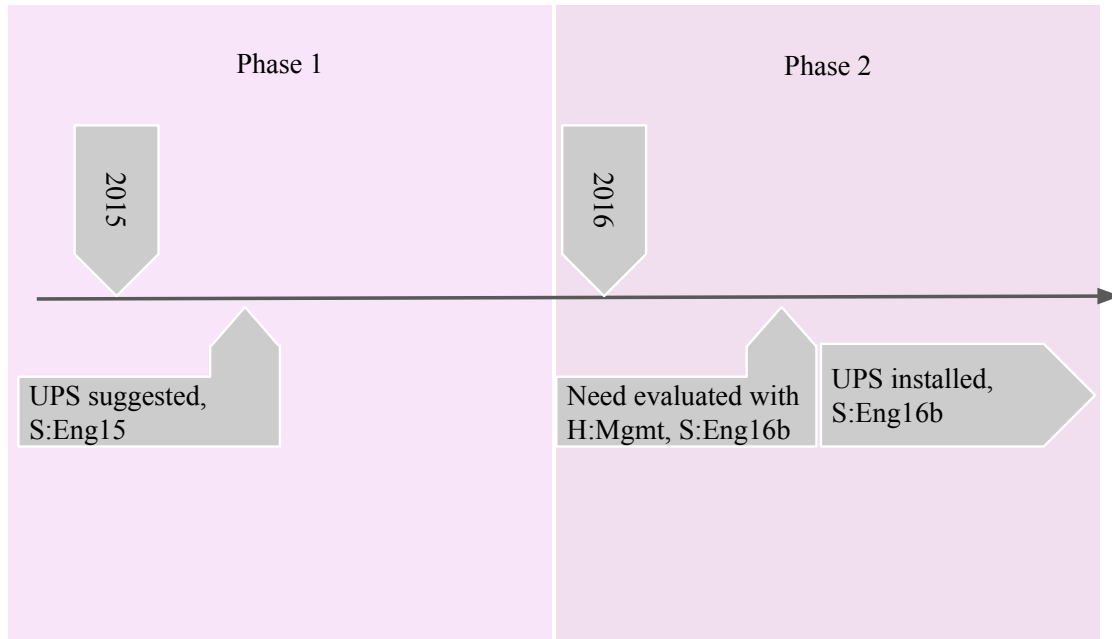 Phase 1
Phase 2
2015
2016
UPS suggested,
S:Eng15
Need evaluated with
H:Mgmt, S:Eng16b
UPS installed,
S:Eng16b